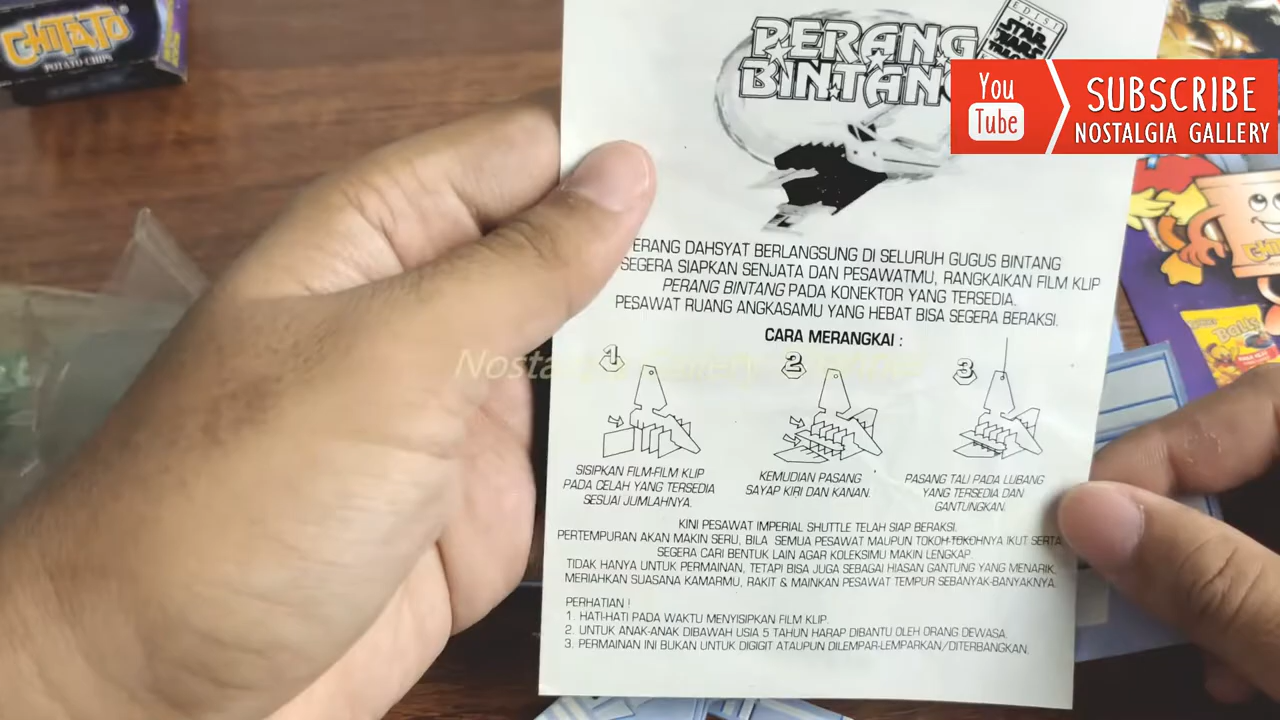 CHITATO
POTATO CHIPS
PERANG
BINTANG
EDISI
THE
STAR
WARS
You
Tube
SUBSCRIBE
NOSTALGIA GALLERY
ERANG DAHSYAT BERLANGSUNG DI SELURUH GUGUS BINTANG
SEGERA SIAPKAN SENJATA DAN PESAWATMU, RANGKAIKAN FILM KLIP
PERANG BINTANG PADA KONEKTOR YANG TERSEDIA.
PESAWAT RUANG ANGKASAMU YANG HEBAT BISA SEGERA BERAKSI.
CARA MERANGKAI :
Nostalgia Gallery
1 2 3
SISIPKAN FILM-FILM KLIP
PADA CELAH YANG TERSEDIA
SESUAI JUMLAHNYA.
KEMUDIAN PASANG
SAYAP KIRI DAN KANAN.
PASANG TALI PADA LUBANG
YANG TERSEDIA DAN
GANTUNGKAN.
KINI PESAWAT IMPERIAL SHUTTLE TELAH SIAP BERAKSI.
PERTEMPURAN AKAN MAKIN SERU, BILA SEMUA PESAWAT MAUPUN TOKOH-TOKOHNYA IKUT SERTA
SEGERA CARI BENTUK LAIN AGAR KOLEKSIMU MAKIN LENGKAP.
TIDAK HANYA UNTUK PERMAINAN, TETAPI BISA JUGA SEBAGAI HIASAN GANTUNG YANG MENARIK.
MERIAHKAN SUASANA KAMARMU, RAKIT & MAINKAN PESAWAT TEMPUR SEBANYAK-BANYAKNYA.
PERHATIAN !
1. HATI-HATI PADA WAKTU MENYISIPKAN FILM KLIP.
2. UNTUK ANAK-ANAK DIBAWAH USIA 5 TAHUN HARAP DIBANTU OLEH ORANG DEWASA.
3. PERMAINAN INI BUKAN UNTUK DIGIGIT ATAUPUN DILEMPAR-LEMPARKAN/DITERBANGKAN.
Balls